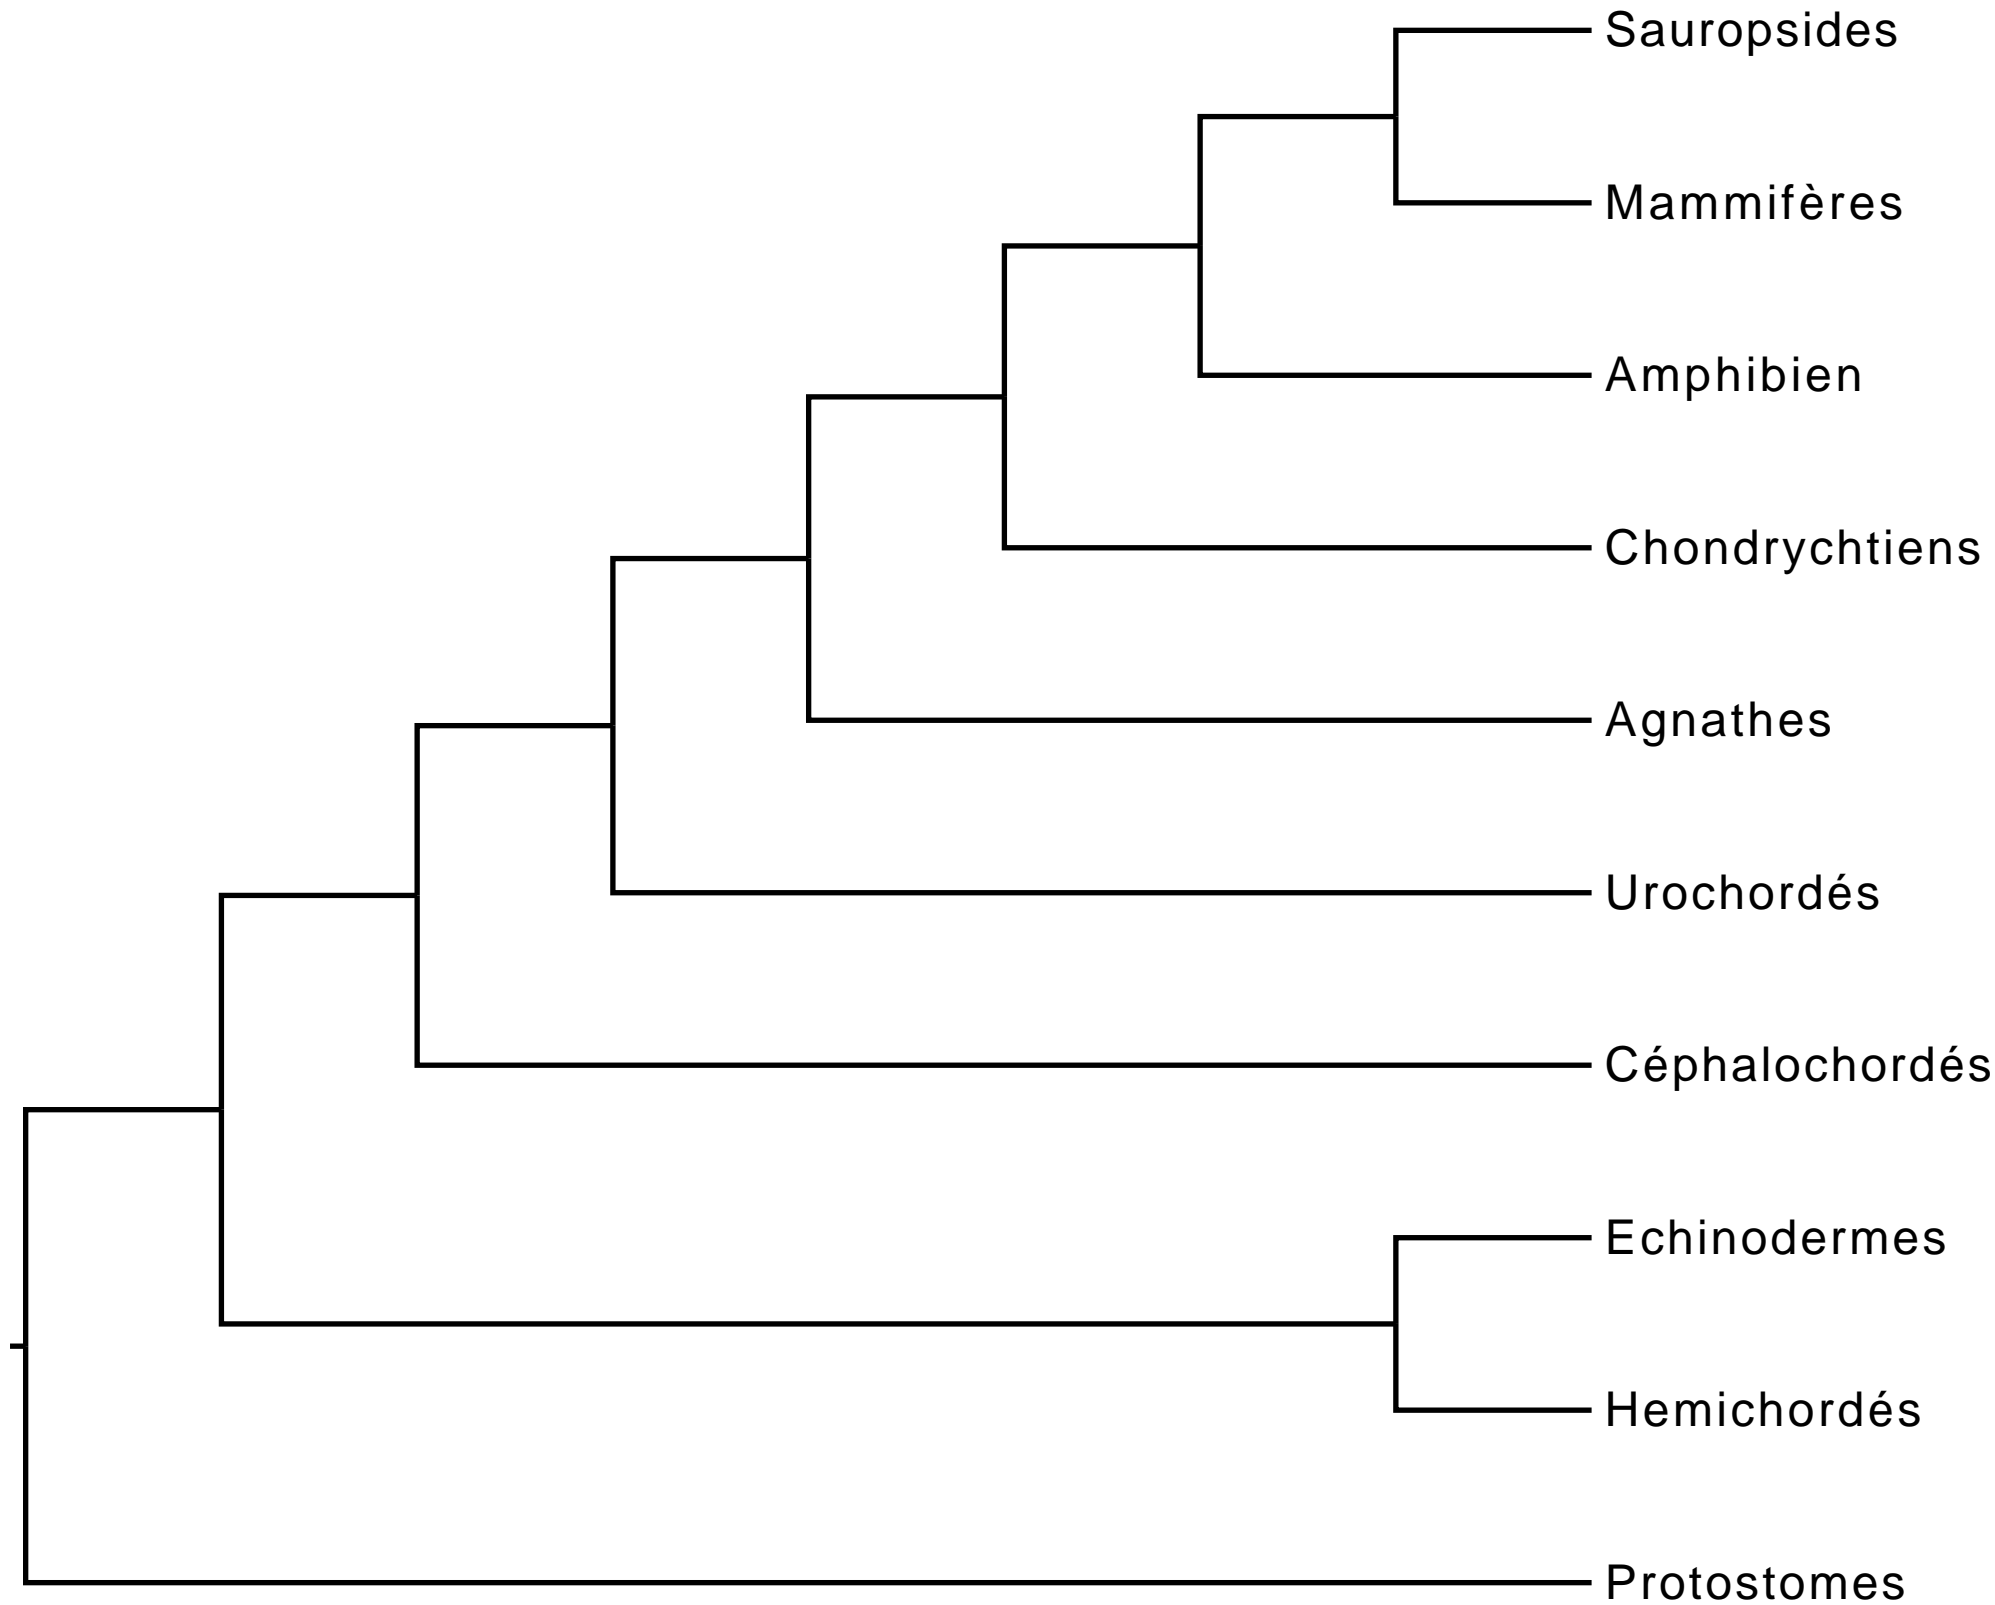 Sauropsides
Mammifères
Amphibien
Chondrychtiens
Agnathes
Urochordés
Céphalochordés
Echinodermes
Hemichordés
Protostomes